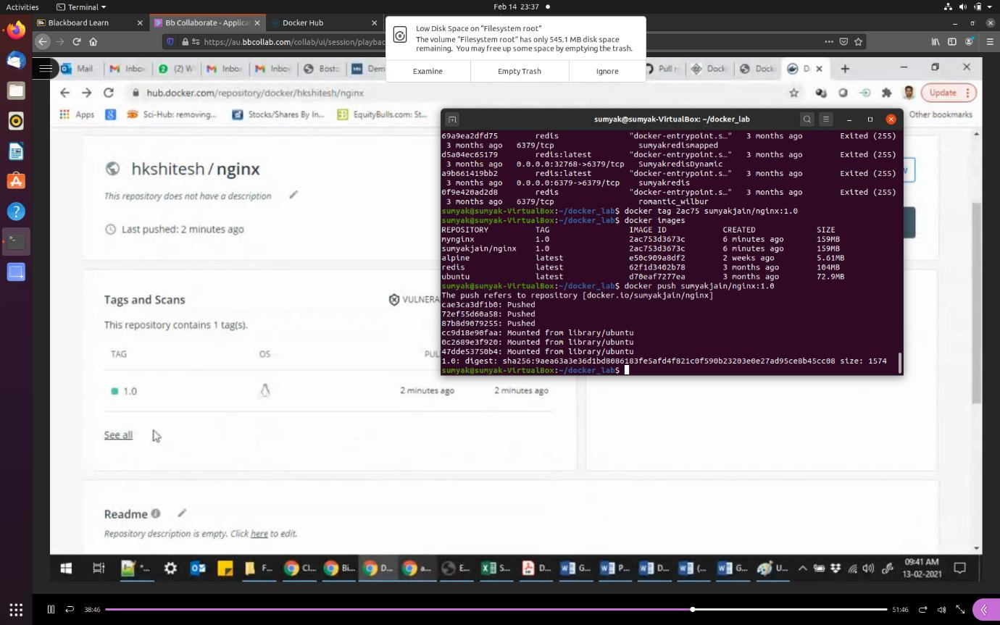 Activities
Terminal
Feb 14 23:37
Blackboard Learn
Bb Collaborate - Applicat
Docker Hub
https://au.bbcollab.com/collab/ui/session/playbac
Low Disk Space on “Filesystem root”
The volume “Filesystem root” has only 545.1 MB disk space
remaining. You may free up some space by emptying the trash.
Examine
Empty Trash
Ignore
Mail
Inbo
(2) W
Inbo
Inbo
Bosto
Dem
Pull r
Dock
Dock
D
hub.docker.com/repository/docker/hkshitesh/nginx
Update
Apps
Sci-Hub: removing...
Stocks/Shares By In...
EquityBulls.com: St...
Other bookmarks
hkshitesh / nginx
This repository does not have a description
Last pushed: 2 minutes ago
Tags and Scans
VULNERA
This repository contains 1 tag(s).
TAG
OS
PU
1.0
2 minutes ago
2 minutes ago
See all
Readme
Repository description is empty. Click here to edit.
sumyak@sumyak-VirtualBox: ~/docker_lab
69a9ea2dfd75 redis "docker-entrypoint.s…" 3 months ago Exited (255)
3 months ago 6379/tcp sumyakredismapped
d5a04ec65179 redis:latest "docker-entrypoint.s…" 3 months ago Exited (255)
3 months ago 0.0.0.0:32768->6379/tcp SumyakredisDynamic
a9b661419bb2 redis:latest "docker-entrypoint.s…" 3 months ago Exited (255)
3 months ago 0.0.0.0:6379->6379/tcp sumyakredis
0f9e420ad2d8 redis "docker-entrypoint.s…" 3 months ago Exited (255)
3 months ago 6379/tcp romantic_wilbur
sumyak@sumyak-VirtualBox:~/docker_lab$ docker tag 2ac75 sumyakjain/nginx:1.0
sumyak@sumyak-VirtualBox:~/docker_lab$ docker images
REPOSITORY TAG IMAGE ID CREATED SIZE
mynginx 1.0 2ac753d3673c 6 minutes ago 159MB
sumyakjain/nginx 1.0 2ac753d3673c 6 minutes ago 159MB
alpine latest e50c909a8df2 2 weeks ago 5.61MB
redis latest 62f1d3402b78 3 months ago 104MB
ubuntu latest d70eaf7277ea 3 months ago 72.9MB
sumyak@sumyak-VirtualBox:~/docker_lab$ docker push sumyakjain/nginx:1.0
The push refers to repository [docker.io/sumyakjain/nginx]
cae3ca3df1b0: Pushed
72ef55d60a58: Pushed
87b8d9079255: Pushed
cc9d18e90faa: Mounted from library/ubuntu
0c2689e3f920: Mounted from library/ubuntu
47dde53750b4: Mounted from library/ubuntu
1.0: digest: sha256:9aea63a3e36d1bd8086183fe5afd4f821c0f590b23203e0e27ad95ce8b45cc08 size: 1574
sumyak@sumyak-VirtualBox:~/docker_lab$
F...
Cl...
Bi...
D...
a...
E...
S...
D...
G...
P...
D...
(...
G...
U...
09:41 AM
13-02-2021
38:46
51:46